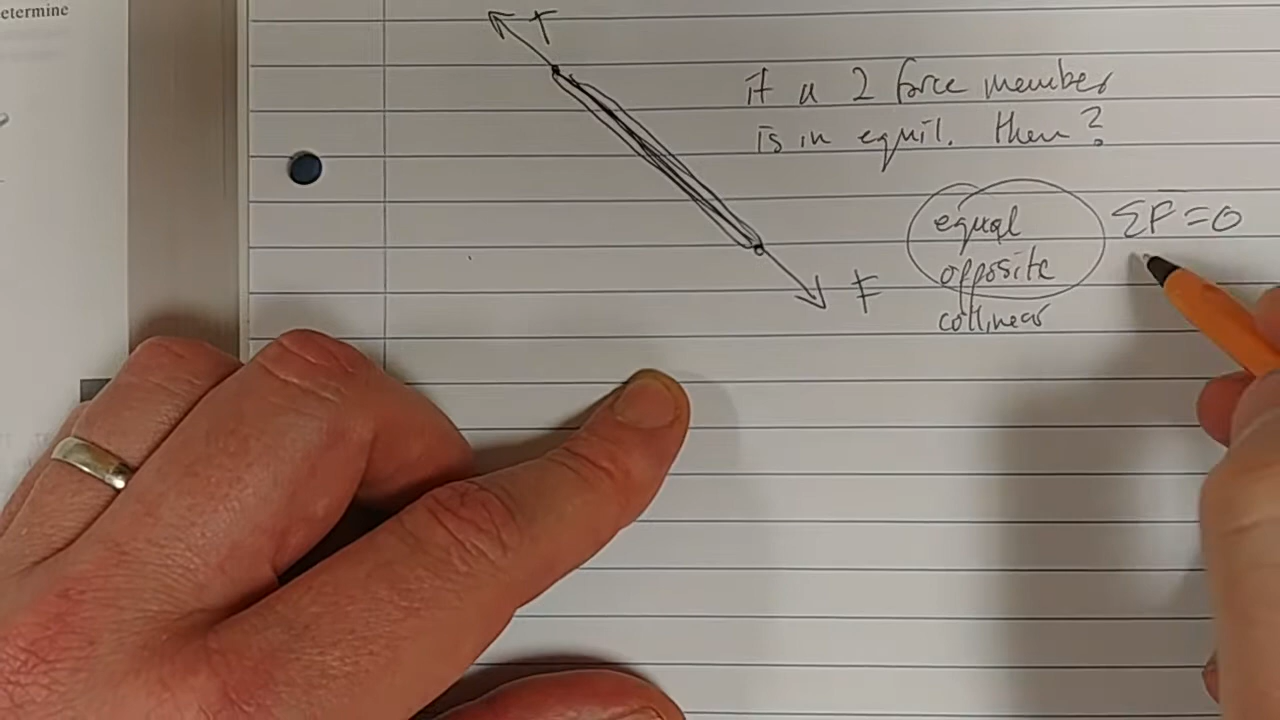 etermine
F
if a 2 force member
is in equil. then?
equal ΣF=0
opposite
F
collinear